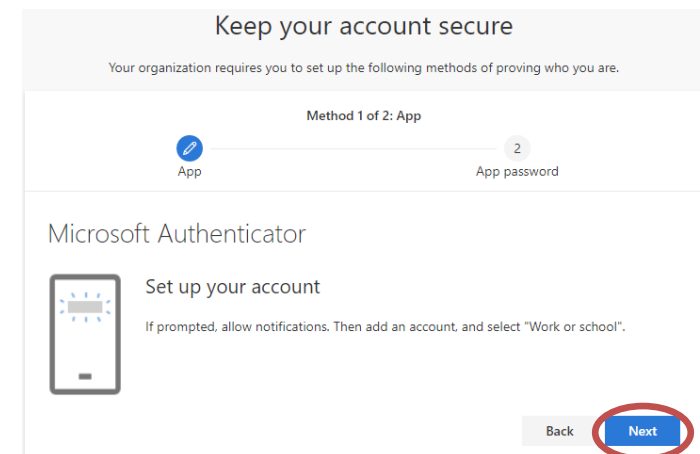 Keep your account secure
Your organization requires you to set up the following methods of proving who you are.
Method 1 of 2: App
2
App
App password
Microsoft Authenticator
Set up your account
If prompted, allow notifications. Then add an account, and select "Work or school".
Back
Next